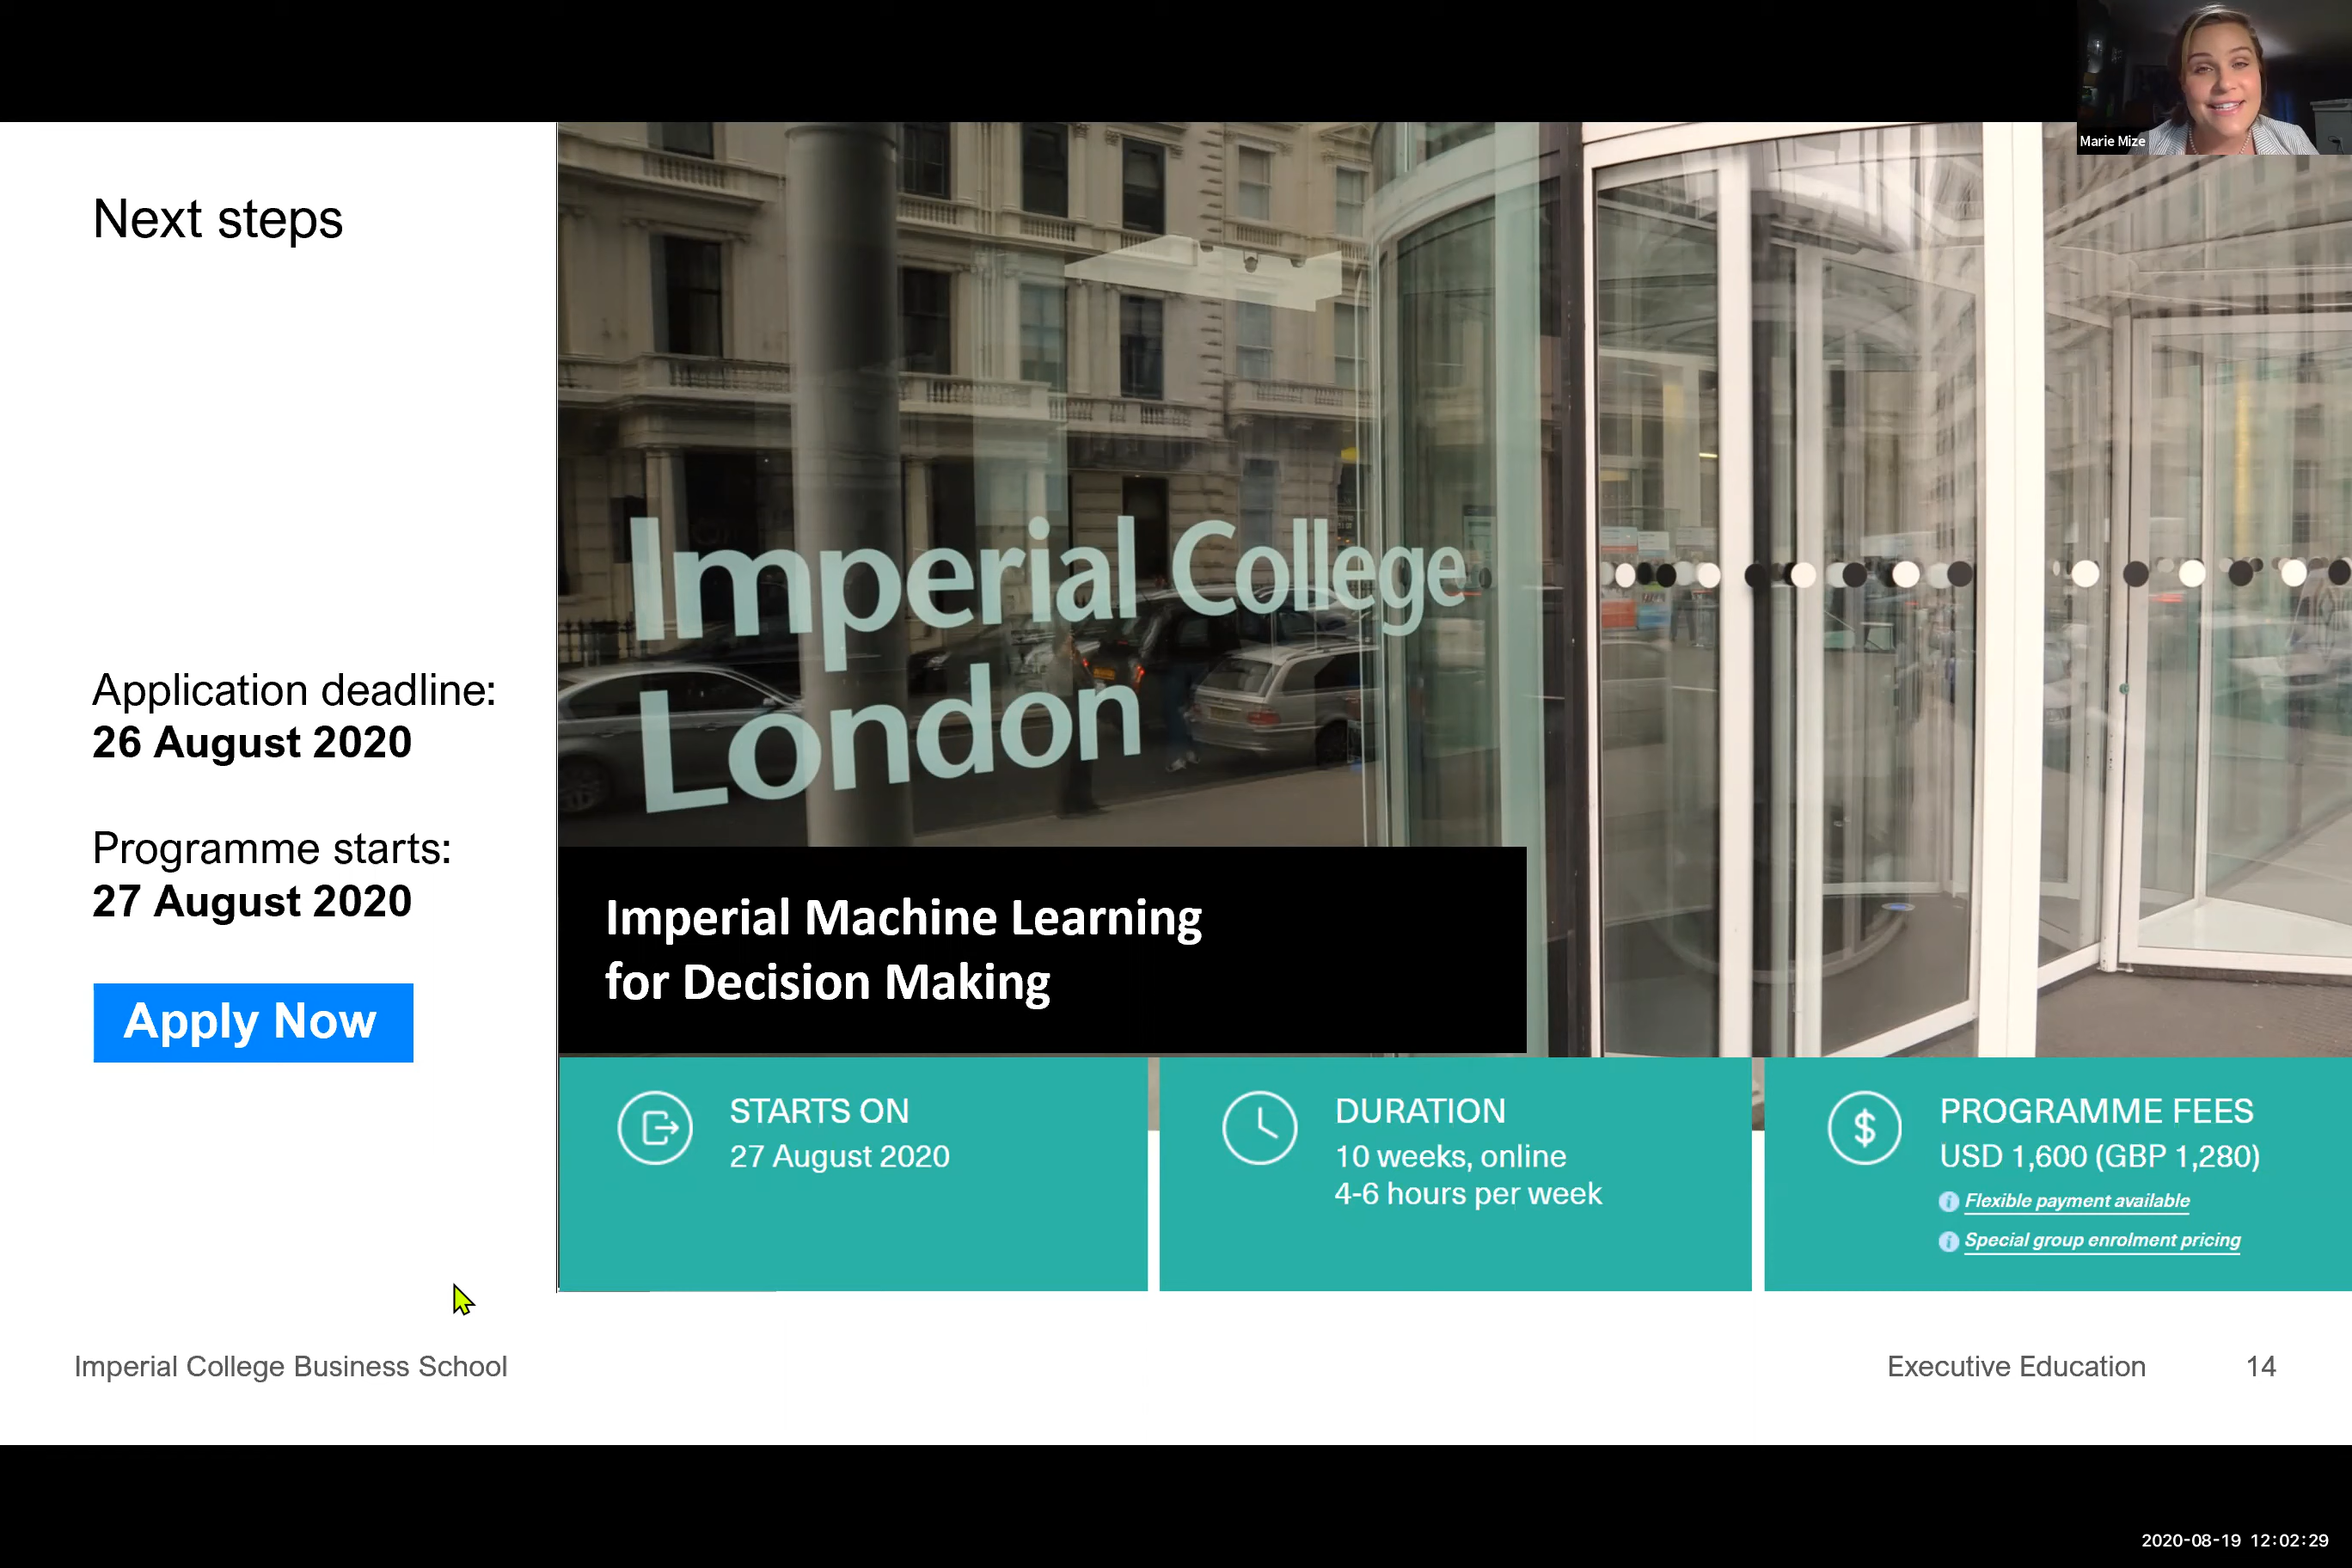 Marie Mize
Next steps
Imperial College
London
Application deadline:
26 August 2020
Programme starts:
27 August 2020
Apply Now
Imperial Machine Learning
for Decision Making
STARTS ON
27 August 2020
DURATION
10 weeks, online
4-6 hours per week
PROGRAMME FEES
USD 1,600 (GBP 1,280)
Flexible payment available
Special group enrolment pricing
Imperial College Business School
Executive Education
14
2020-08-19 12:02:29